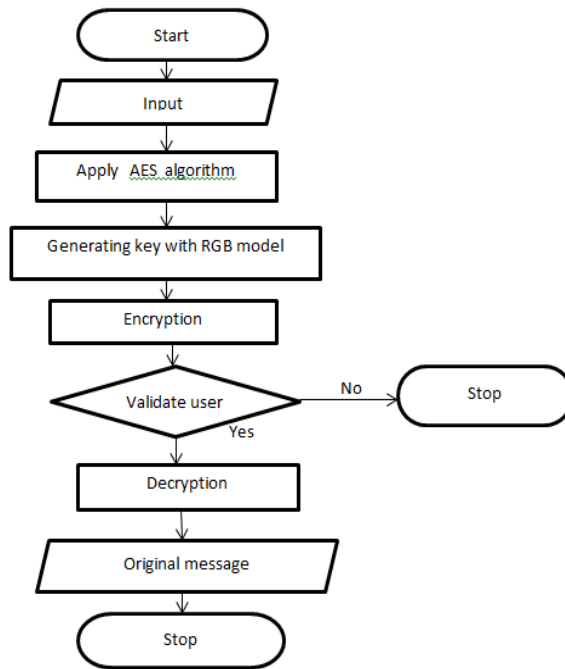 Start
Input
Apply AES algorithm
Generating key with RGB model
Encryption
Validate user
No
Stop
Yes
Decryption
Original message
Stop